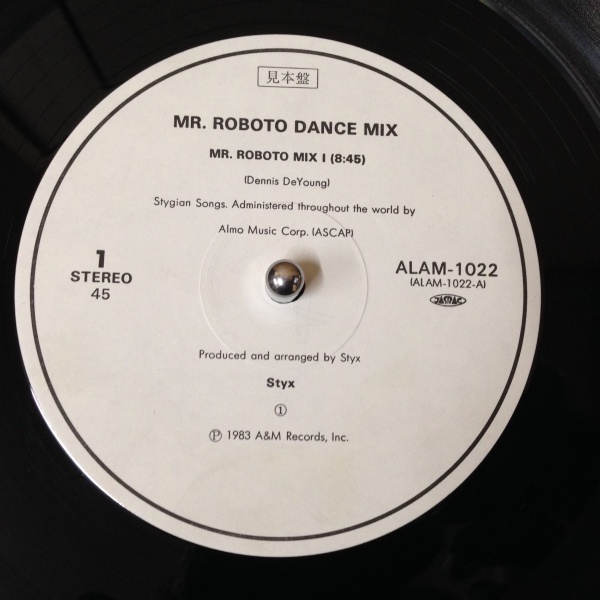 見本盤
MR. ROBOTO DANCE MIX
MR. ROBOTO MIX I (8:45)
(Dennis DeYoung)
Stygian Songs. Administered throughout the world by
Almo Music Corp. (ASCAP)
1
STEREO
45
ALAM-1022
(ALAM-1022-A)
JASRAC
Produced and arranged by Styx
Styx
①
Ⓟ 1983 A&M Records, Inc.